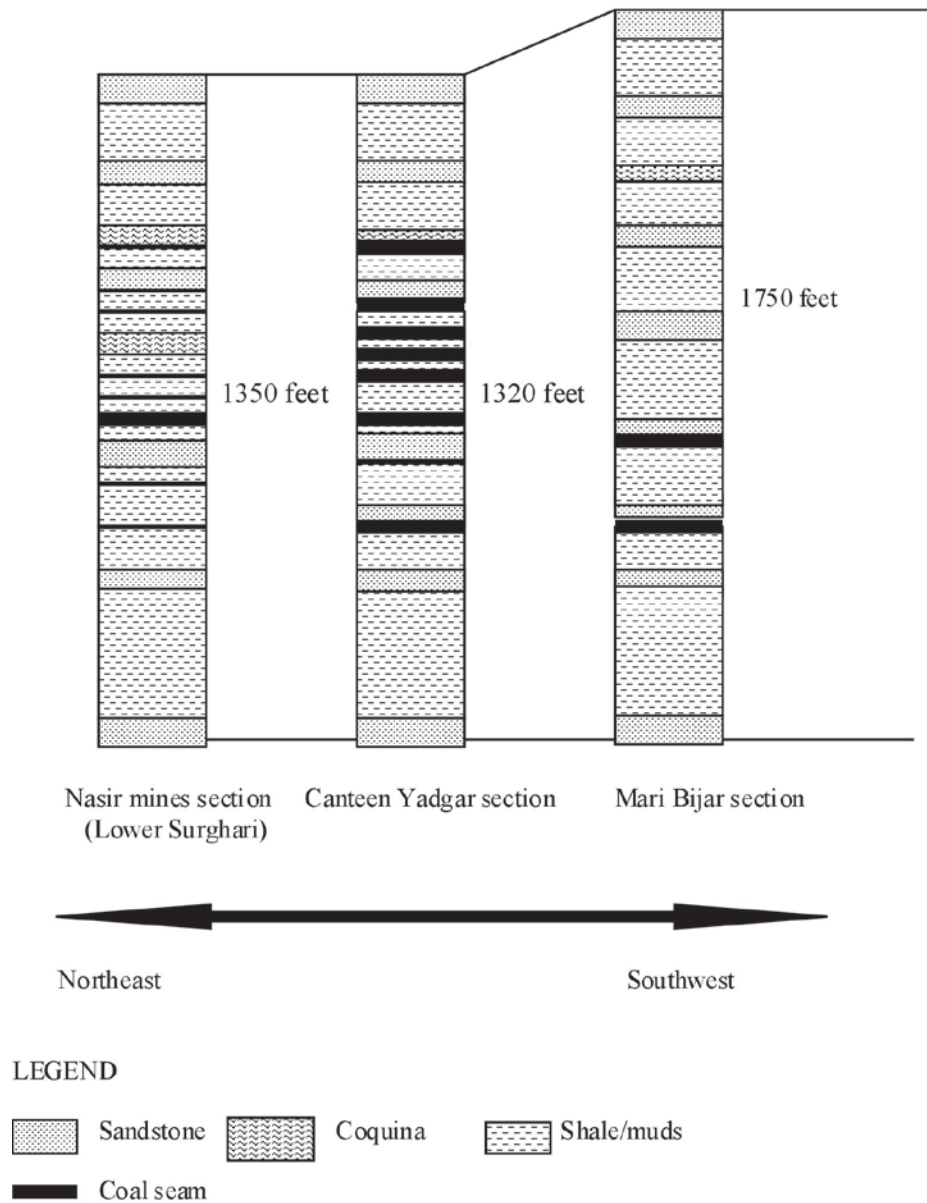 1750 feet
1350 feet
1320 feet
Nasir mines section
(Lower Surghari)
Canteen Yadgar section
Mari Bijar section
Northeast
Southwest
LEGEND
Sandstone
Coquina
Shale/muds
Coal seam